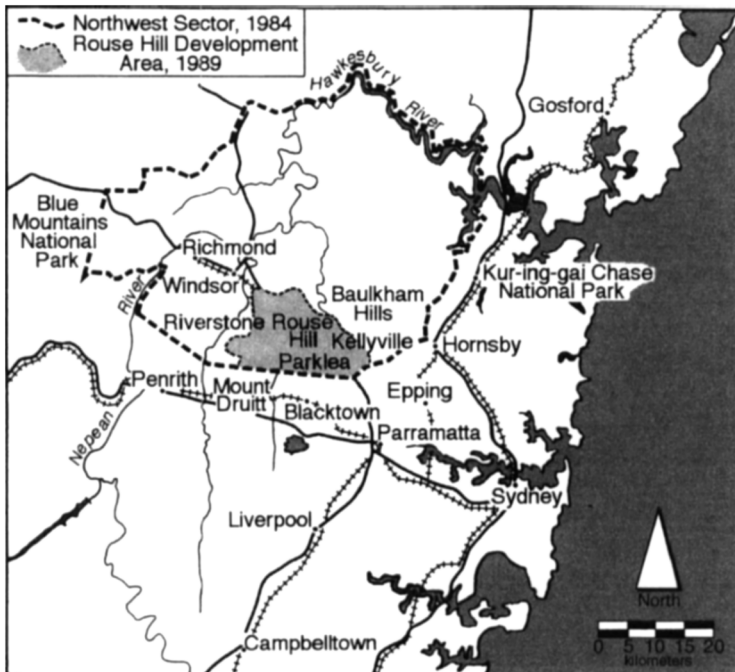 Northwest Sector, 1984
Rouse Hill Development
Area, 1989
Hawkesbury
River
Gosford
Blue
Mountains
National
Park
Richmond
Kur-ing-gai Chase
National Park
River
Windsor
Baulkham
Hills
Riverstone
Rouse
Hill
Kellyville
Parklea
Hornsby
Penrith
Mount
Druitt
Epping
Blacktown
Nepean
Parramatta
Sydney
Liverpool
North
Campbelltown
0 5 10 15 20
kilometers